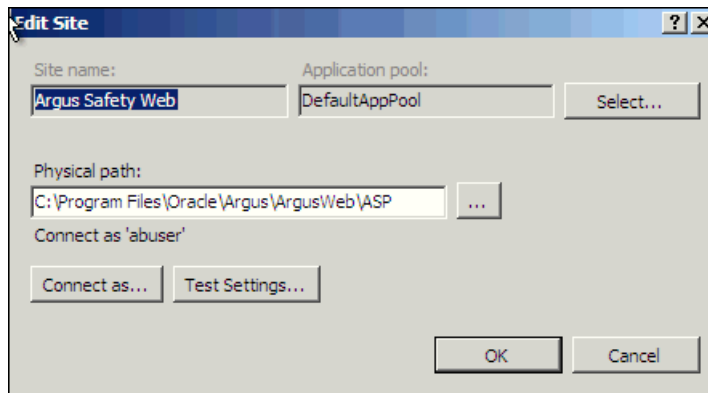 Edit Site
Site name:
Application pool:
Argus Safety Web
DefaultAppPool
Select...
Physical path:
C:\Program Files\Oracle\Argus\ArgusWeb\ASP
...
Connect as 'abuser'
Connect as...
Test Settings...
OK
Cancel